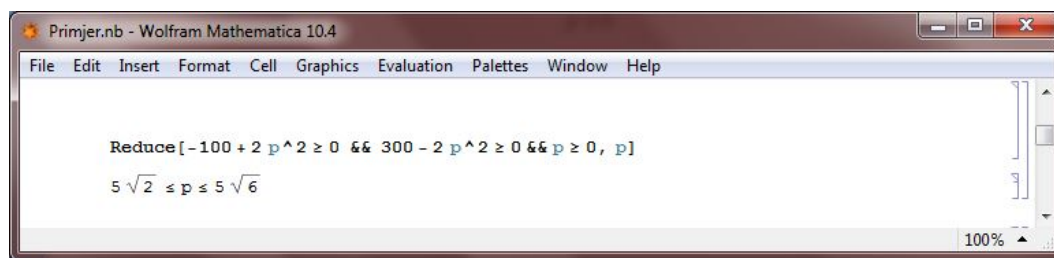 Primjer.nb - Wolfram Mathematica 10.4
File Edit Insert Format Cell Graphics Evaluation Palettes Window Help
Reduce[-100 + 2 p^2 ≥ 0 && 300 - 2 p^2 ≥ 0 && p ≥ 0, p]
5 √2 ≤ p ≤ 5 √6
100%